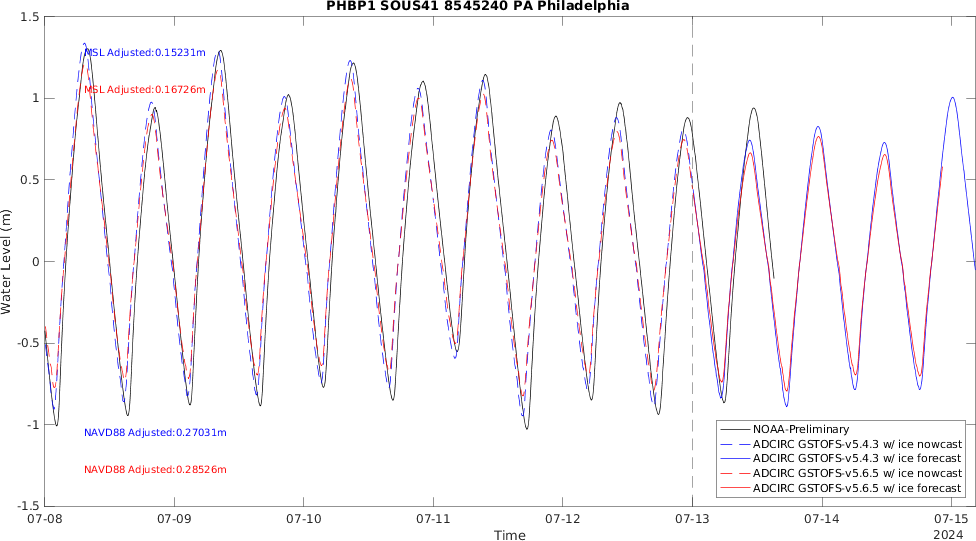 PHBP1 SOUS41 8545240 PA Philadelphia
1.5
1
0.5
0
-0.5
-1
-1.5
Water Level (m)
MSL Adjusted:0.15231m
MSL Adjusted:0.16726m
NAVD88 Adjusted:0.27031m
NAVD88 Adjusted:0.28526m
NOAA-Preliminary
ADCIRC GSTOFS-v5.4.3 w/ ice nowcast
ADCIRC GSTOFS-v5.4.3 w/ ice forecast
ADCIRC GSTOFS-v5.6.5 w/ ice nowcast
ADCIRC GSTOFS-v5.6.5 w/ ice forecast
07-08 07-09 07-10 07-11 07-12 07-13 07-14 07-15
Time 2024